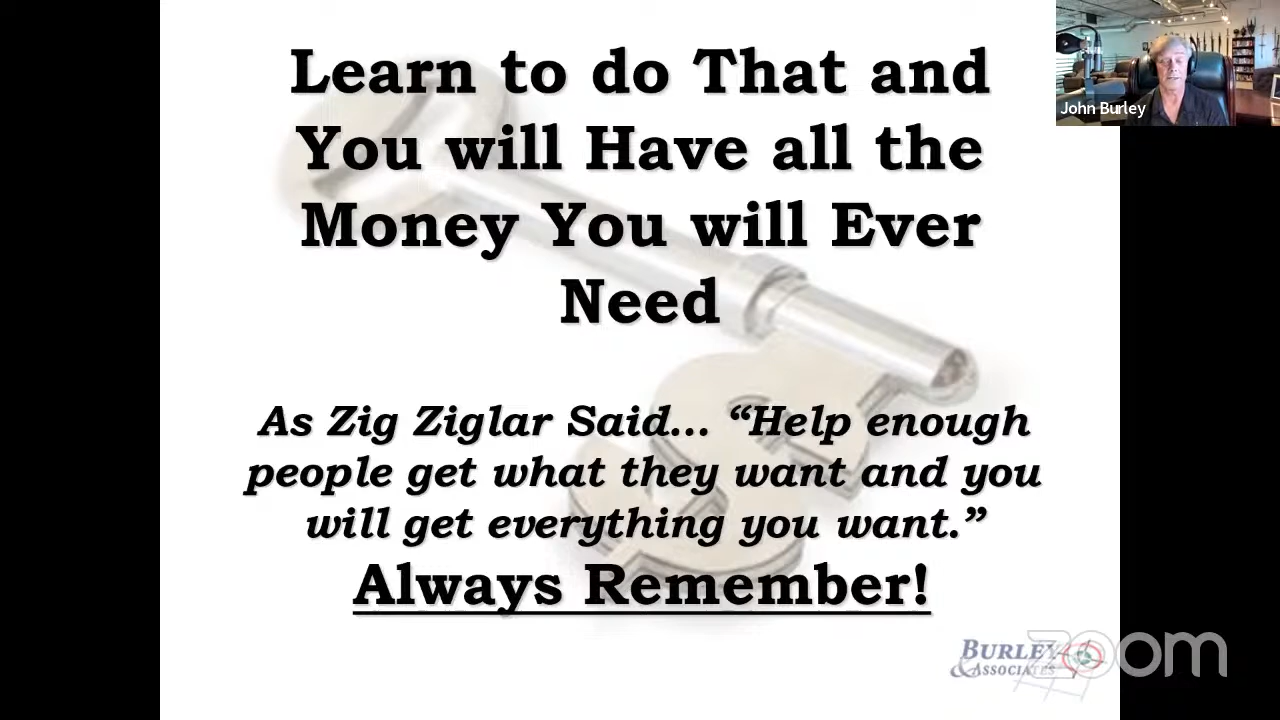 Learn to do That and
You will Have all the
Money You will Ever
Need
As Zig Ziglar Said... “Help enough
people get what they want and you
will get everything you want.”
Always Remember!
John Burley
BURLEY
& ASSOCIATES
zoom